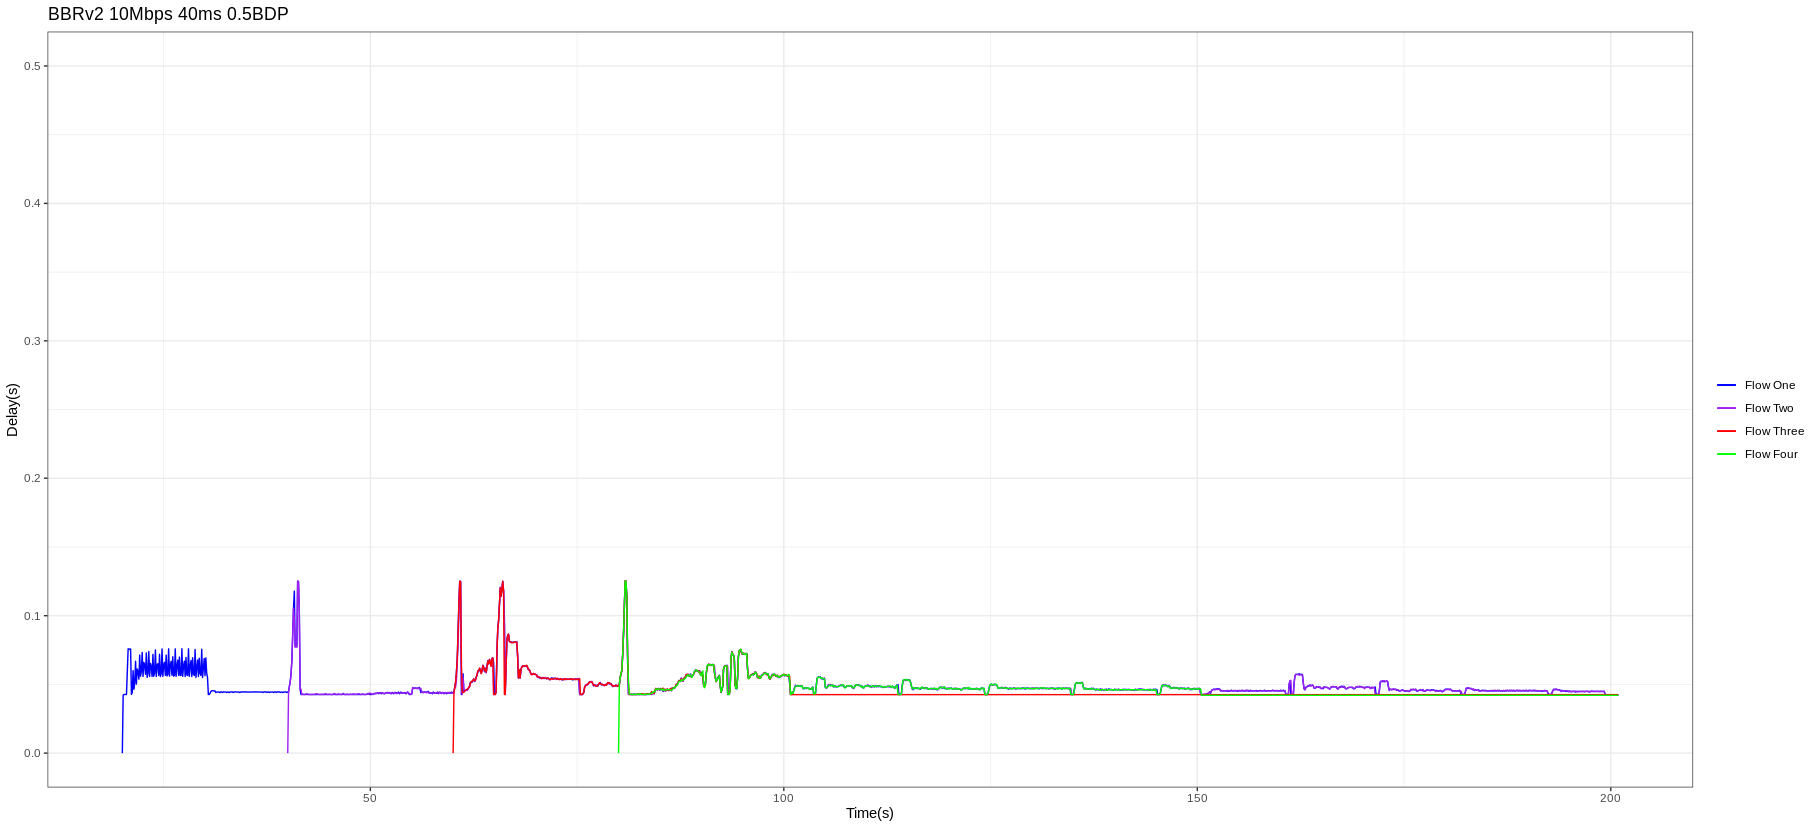 BBRv2 10Mbps 40ms 0.5BDP
0.5
0.4
0.3
0.2
0.1
0.0
Delay(s)
50
100
150
200
Time(s)
Flow One
Flow Two
Flow Three
Flow Four